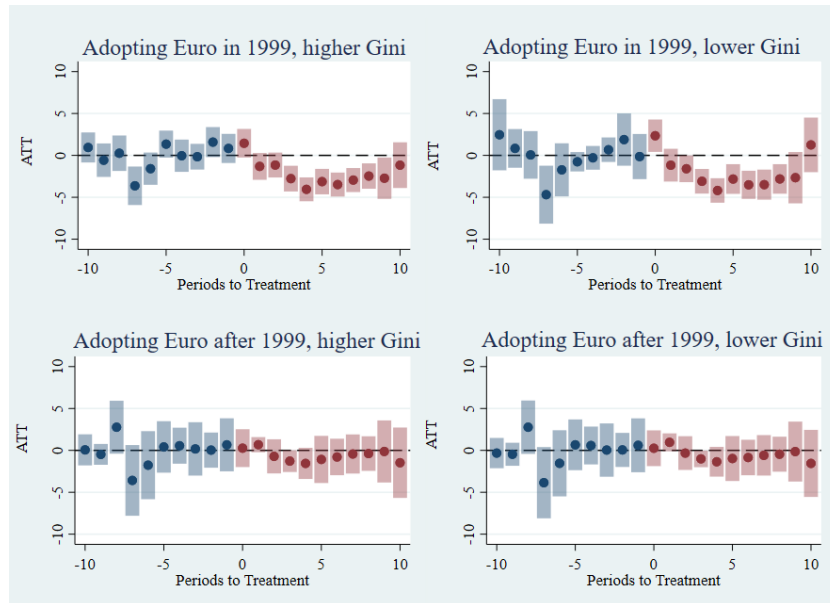 Adopting Euro in 1999, higher Gini
10
5
0
-5
-10
ATT
-10 -5 0 5 10
Periods to Treatment
Adopting Euro in 1999, lower Gini
10
5
0
-5
-10
ATT
-10 -5 0 5 10
Periods to Treatment
Adopting Euro after 1999, higher Gini
10
5
0
-5
-10
ATT
-10 -5 0 5 10
Periods to Treatment
Adopting Euro after 1999, lower Gini
10
5
0
-5
-10
ATT
-10 -5 0 5 10
Periods to Treatment